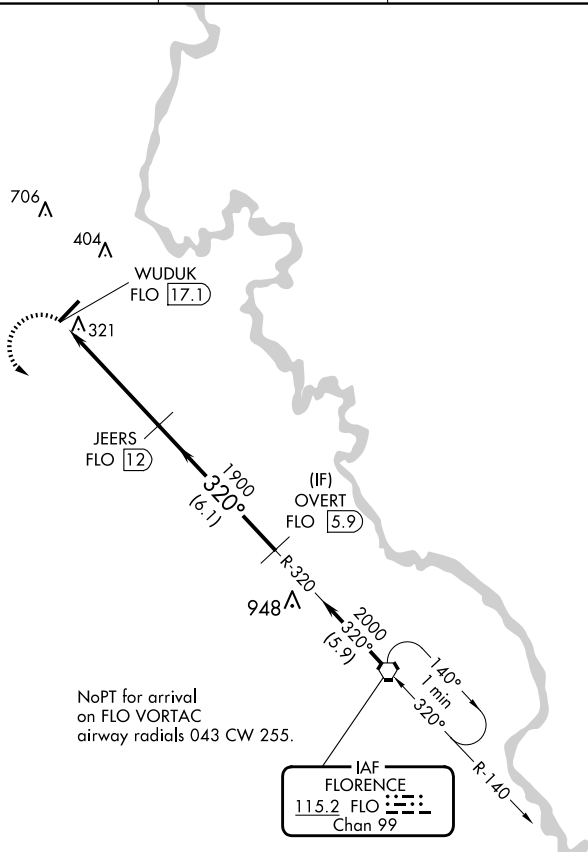 706
404
WUDUK
FLO 17.1
321
JEERS
FLO 12
1900
320°
(6.1)
(IF)
OVERT
FLO 5.9
R-320
948
2000
320°
(5.9)
140°
1 min
320°
NoPT for arrival
on FLO VORTAC
airway radials 043 CW 255.
R-140
IAF
FLORENCE
115.2 FLO
Chan 99